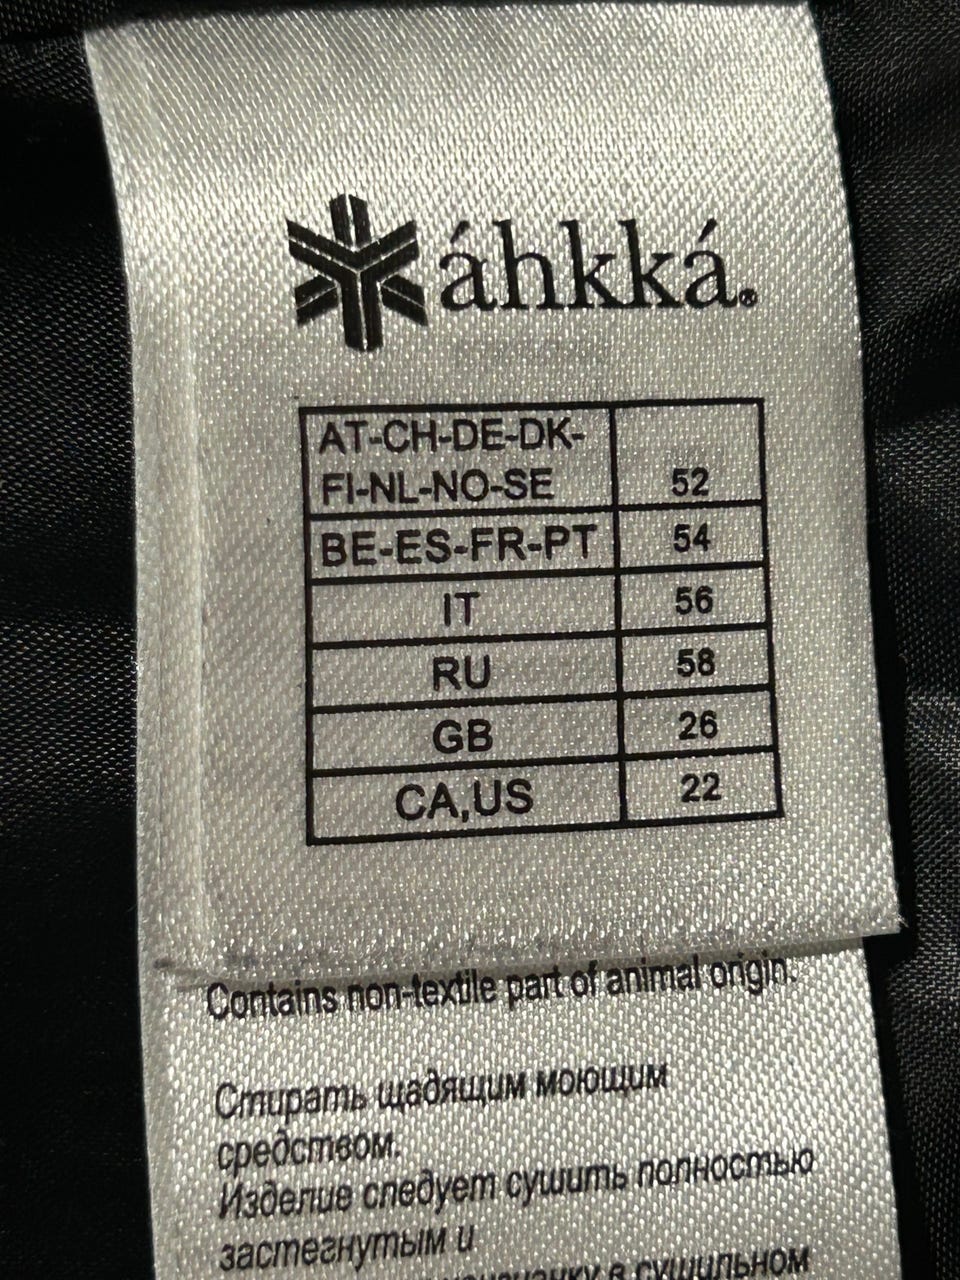 áhkká®
AT-CH-DE-DK-
FI-NL-NO-SE 52
BE-ES-FR-PT 54
IT 56
RU 58
GB 26
CA,US 22
Contains non-textile part of animal origin.
Стирать щадящим моющим
средством.
Изделие следует сушить полностью
застегнутым и
в сушильном